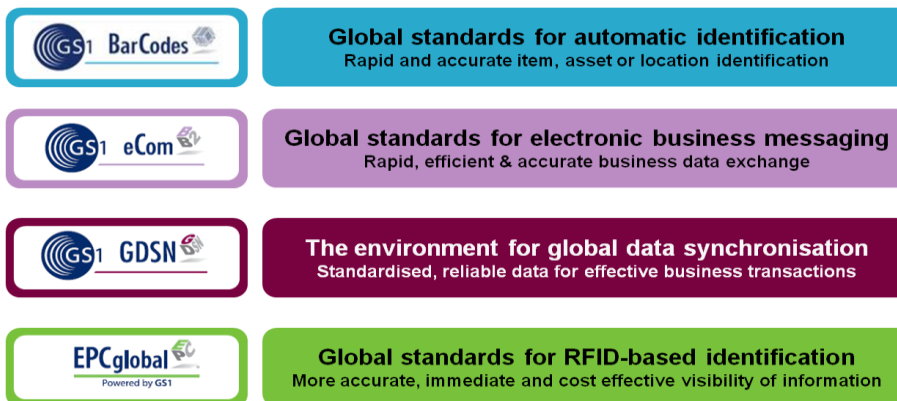 GS1 BarCodes
Global standards for automatic identification
Rapid and accurate item, asset or location identification
GS1 eCom
Global standards for electronic business messaging
Rapid, efficient & accurate business data exchange
GS1 GDSN
The environment for global data synchronisation
Standardised, reliable data for effective business transactions
EPCglobal
Powered by GS1
Global standards for RFID-based identification
More accurate, immediate and cost effective visibility of information